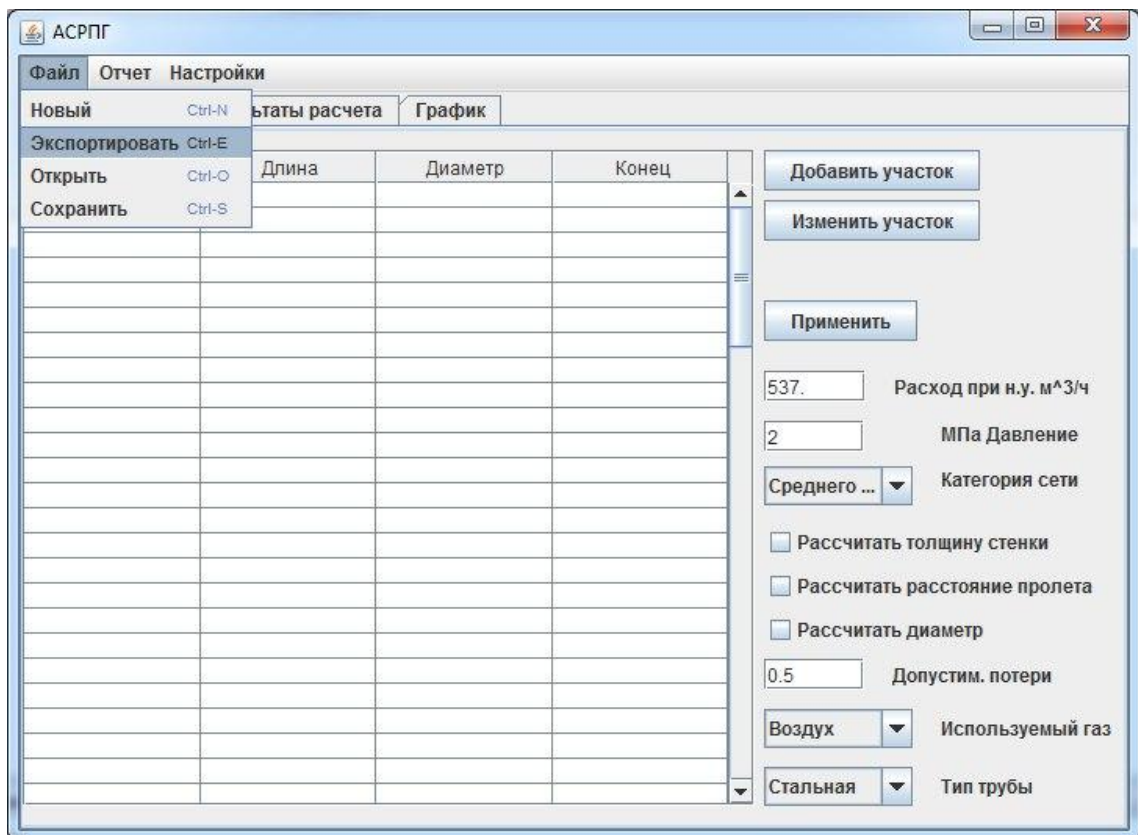 АСРПГ
Файл Отчет Настройки
Новый Ctrl-N
Экспортировать Ctrl-E
Открыть Ctrl-O
Сохранить Ctrl-S
расчета График
Длина Диаметр Конец
Добавить участок
Изменить участок
Применить
537. Расход при н.у. м^3/ч
2 МПа Давление
Среднего ... Категория сети
Рассчитать толщину стенки
Рассчитать расстояние пролета
Рассчитать диаметр
0.5 Допустим. потери
Воздух Используемый газ
Стальная Тип трубы